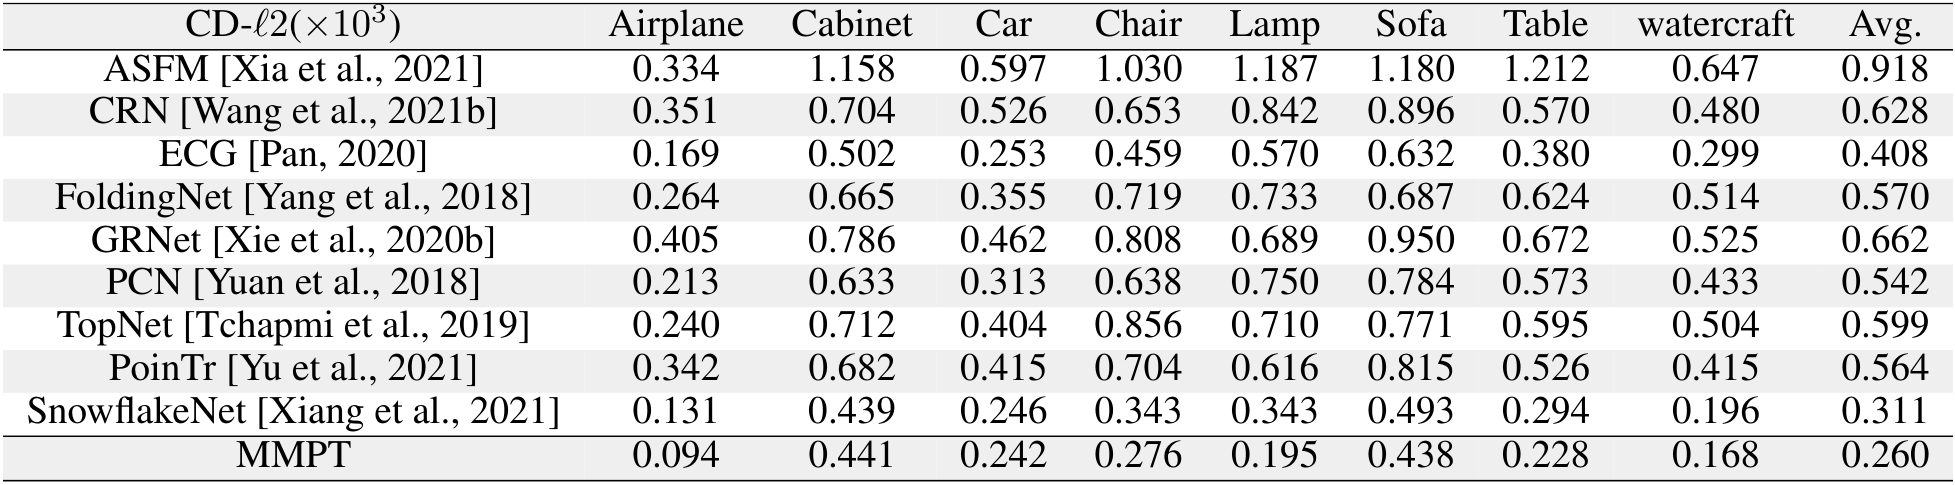 CD-ℓ2(×10³) Airplane Cabinet Car Chair Lamp Sofa Table watercraft Avg.
ASFM [Xia et al., 2021] 0.334 1.158 0.597 1.030 1.187 1.180 1.212 0.647 0.918
CRN [Wang et al., 2021b] 0.351 0.704 0.526 0.653 0.842 0.896 0.570 0.480 0.628
ECG [Pan, 2020] 0.169 0.502 0.253 0.459 0.570 0.632 0.380 0.299 0.408
FoldingNet [Yang et al., 2018] 0.264 0.665 0.355 0.719 0.733 0.687 0.624 0.514 0.570
GRNet [Xie et al., 2020b] 0.405 0.786 0.462 0.808 0.689 0.950 0.672 0.525 0.662
PCN [Yuan et al., 2018] 0.213 0.633 0.313 0.638 0.750 0.784 0.573 0.433 0.542
TopNet [Tchapmi et al., 2019] 0.240 0.712 0.404 0.856 0.710 0.771 0.595 0.504 0.599
PoinTr [Yu et al., 2021] 0.342 0.682 0.415 0.704 0.616 0.815 0.526 0.415 0.564
SnowflakeNet [Xiang et al., 2021] 0.131 0.439 0.246 0.343 0.343 0.493 0.294 0.196 0.311
MMPT 0.094 0.441 0.242 0.276 0.195 0.438 0.228 0.168 0.260